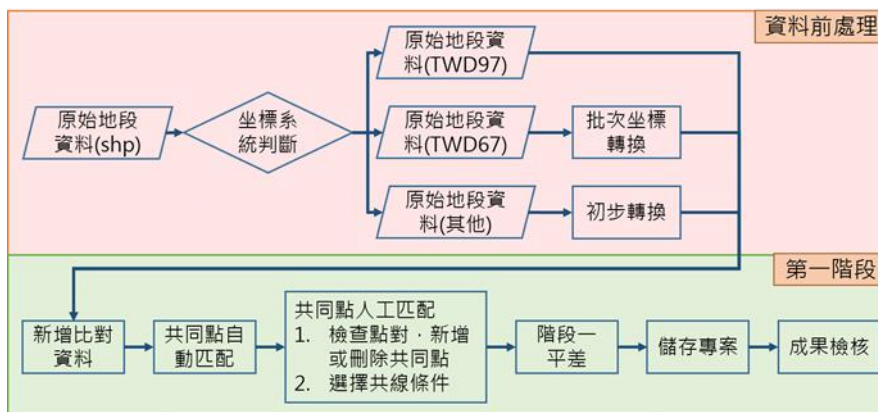 資料前處理
原始地段資
料(TWD97)
原始地段
資料(shp)
坐標系
統判斷
原始地段資
料(TWD67)
批次坐標
轉換
原始地段資
料(其他)
初步轉換
第一階段
新增比對
資料
共同點自
動匹配
共同點人工匹配
1. 檢查點對，新增
或刪除共同點
2. 選擇共線條件
階段一
平差
儲存專案
成果檢核